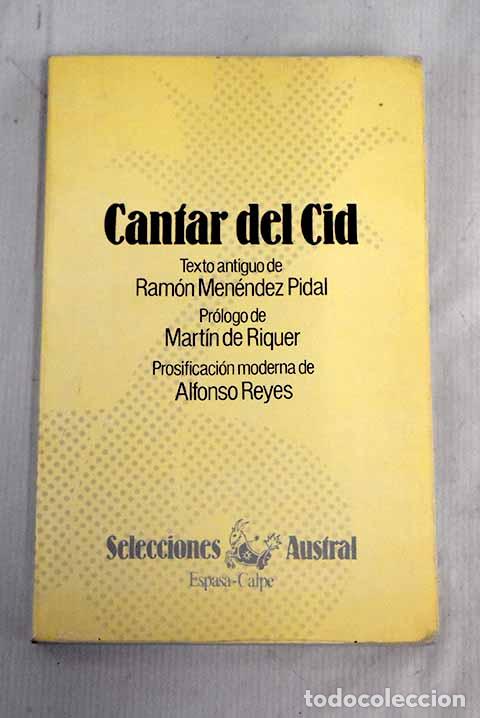 Cantar del Cid
Texto antiguo de
Ramón Menéndez Pidal
Prólogo de
Martín de Riquer
Prosificación moderna de
Alfonso Reyes
Selecciones Austral
Espasa-Calpe
todocoleccion